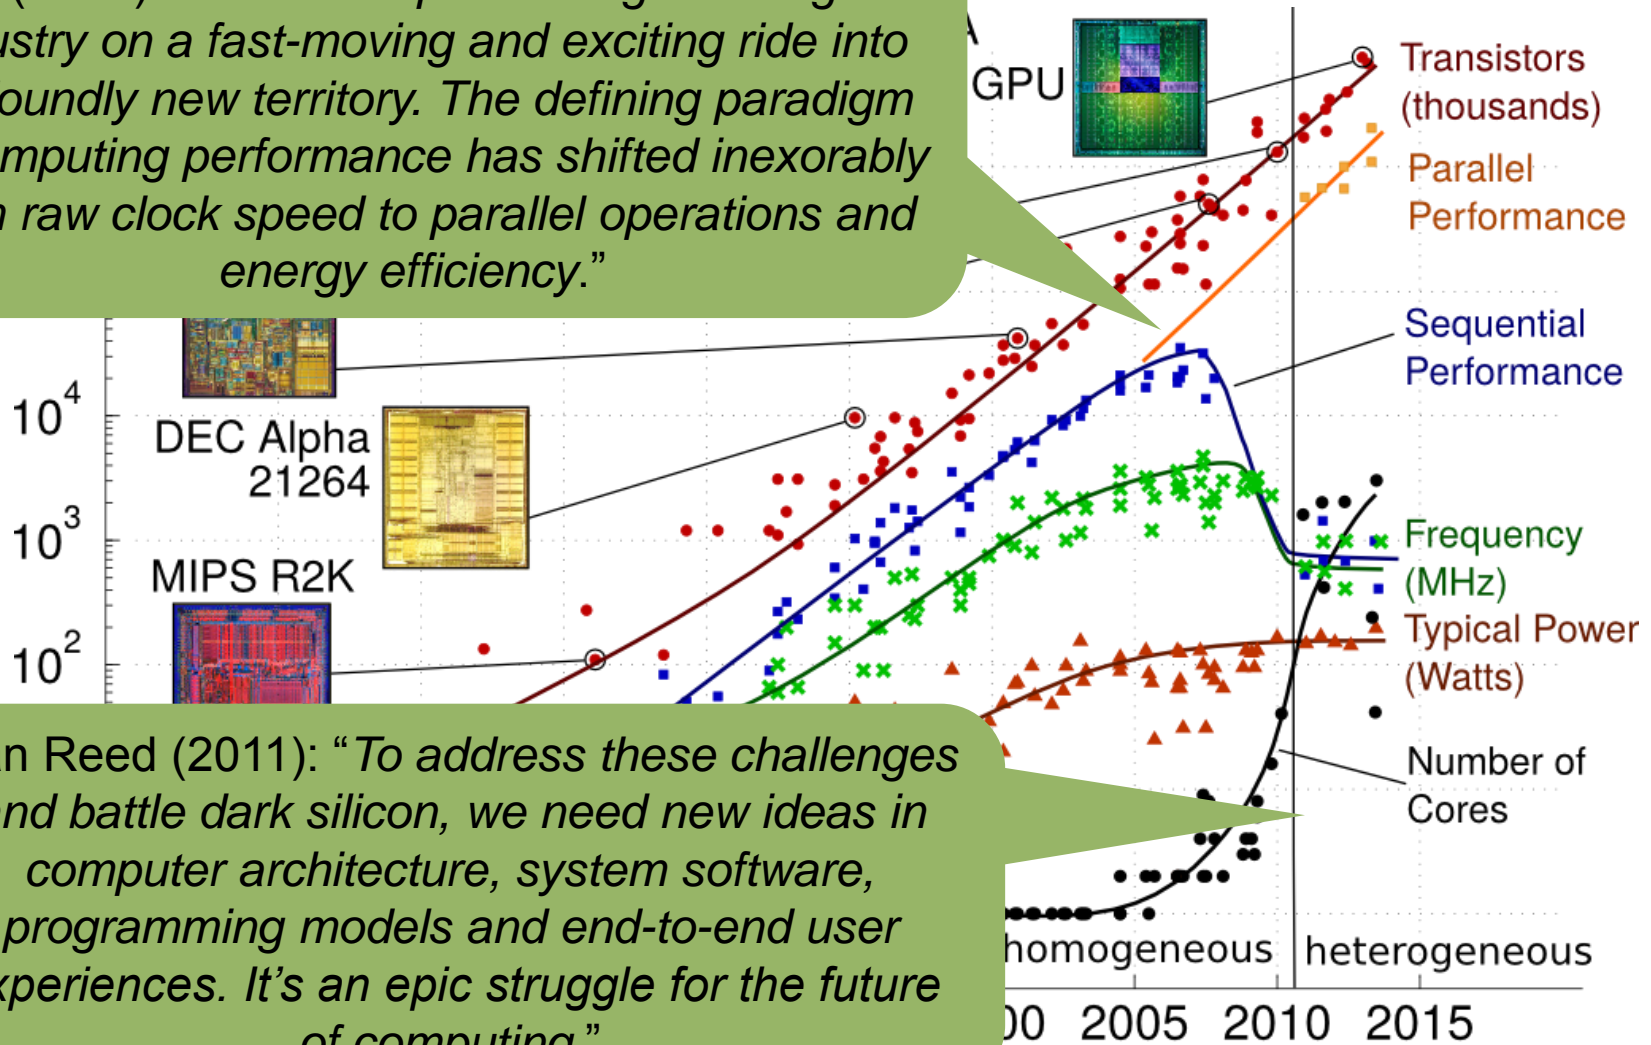 ustry on a fast-moving and exciting ride into
oundly new territory. The defining paradigm
mputing performance has shifted inexorably
raw clock speed to parallel operations and
energy efficiency.”
GPU
Transistors
(thousands)
Parallel
Performance
Sequential
Performance
10^4
DEC Alpha
21264
10^3
MIPS R2K
Frequency
(MHz)
10^2
Typical Power
(Watts)
n Reed (2011): “To address these challenges
nd battle dark silicon, we need new ideas in
computer architecture, system software,
programming models and end-to-end user
xperiences. It’s an epic struggle for the future
of computing.”
Number of
Cores
homogeneous
heterogeneous
00 2005 2010 2015